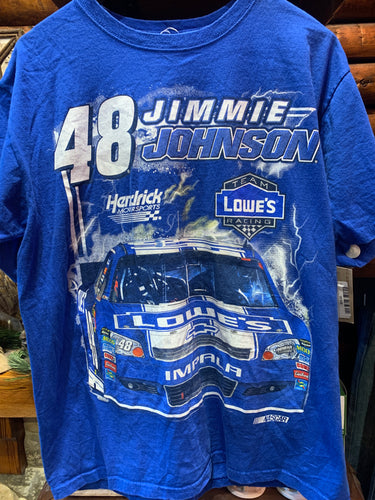 48 JIMMIE
JOHNSON
Hendrick
MOTORSPORTS
TEAM
LOWE'S
RACING
LOWE'S
48
IMPALA
NASCAR